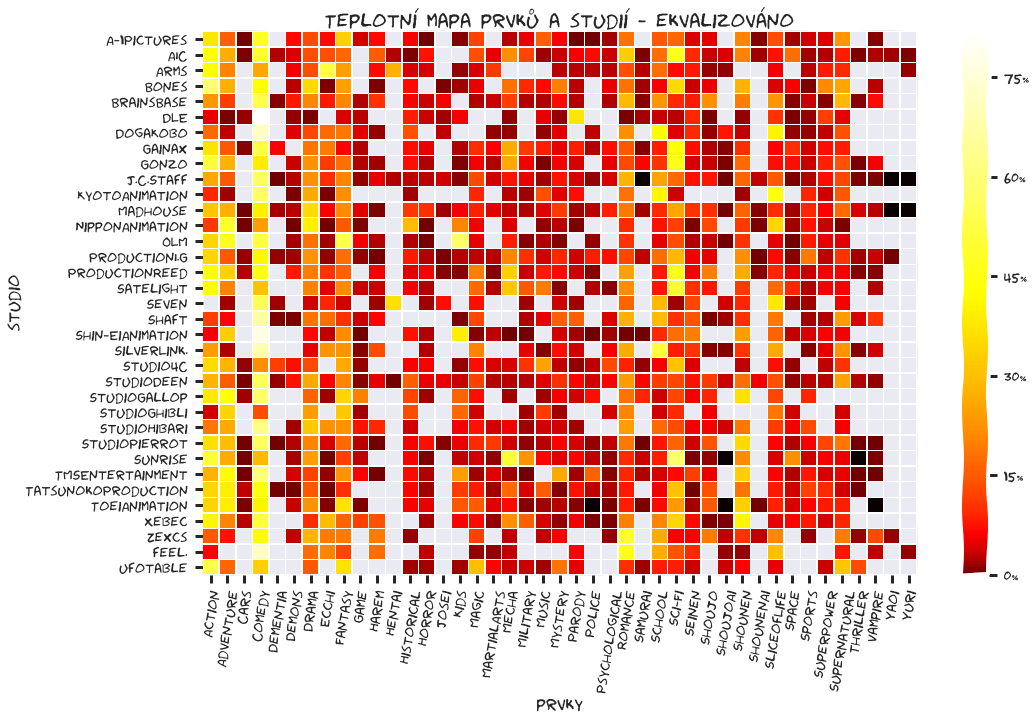 TEPLOTNÍ MAPA PRVKŮ A STUDIÍ - EKVALIZOVÁNO
STUDIO
A-1PICTURES
AIC
ARMS
BONES
BRAINSBASE
DLE
DOGAKOBO
GAINAX
GONZO
J.C.STAFF
KYOTOANIMATION
MADHOUSE
NIPPONANIMATION
OLM
PRODUCTIONI.G
PRODUCTIONREED
SATELIGHT
SEVEN
SHAFT
SHIN-EIANIMATION
SILVERLINK.
STUDIO4C
STUDIODEEN
STUDIOGALLOP
STUDIOGHIBLI
STUDIOHIBARI
STUDIOPIERROT
SUNRISE
TMSENTERTAINMENT
TATSUNOKOPRODUCTION
TOEIANIMATION
XEBEC
ZEXCS
FEEL.
UFOTABLE
ACTION
ADVENTURE
CARS
COMEDY
DEMENTIA
DEMONS
DRAMA
ECCHI
FANTASY
GAME
HAREM
HENTAI
HISTORICAL
HORROR
JOSEI
KIDS
MAGIC
MARTIALARTS
MECHA
MILITARY
MUSIC
MYSTERY
PARODY
POLICE
PSYCHOLOGICAL
ROMANCE
SAMURAI
SCHOOL
SCI-FI
SEINEN
SHOUJO
SHOUJOAI
SHOUNEN
SHOUNENAI
SLICEOFLIFE
SPACE
SPORTS
SUPERPOWER
SUPERNATURAL
THRILLER
VAMPIRE
YAOI
YURI
PRVKY
75%
60%
45%
30%
15%
0%